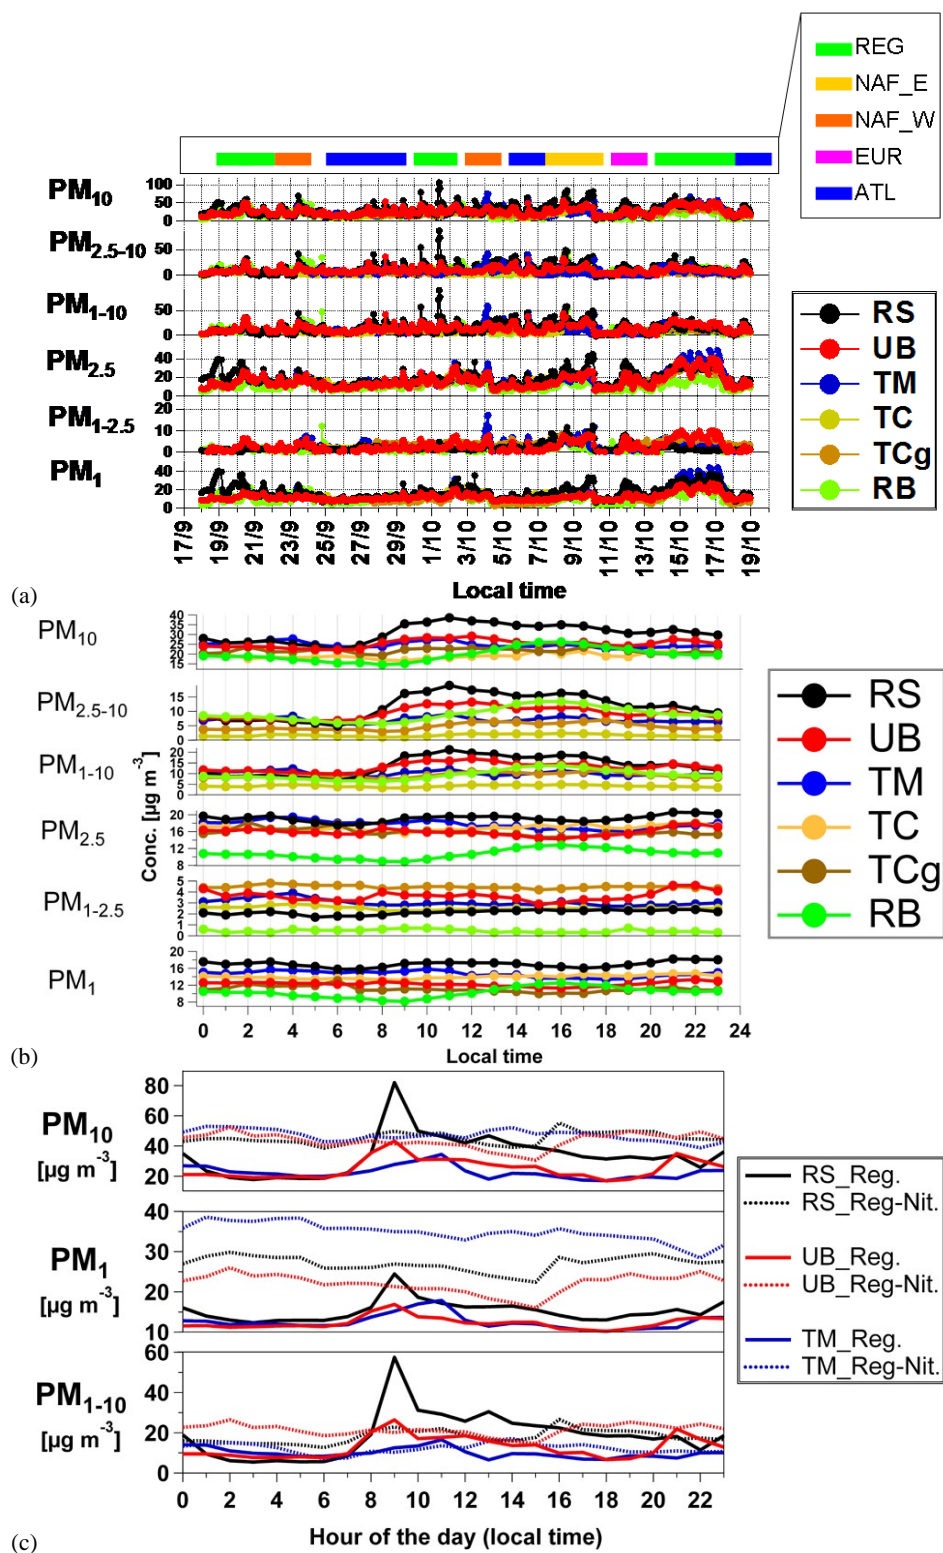 REG
NAF_E
NAF_W
EUR
ATL
PM10
100
50
0
PM2.5-10
50
0
PM1-10
50
0
PM2.5
40
20
0
PM1-2.5
20
10
0
PM1
40
20
0
17/9 19/9 21/9 23/9 25/9 27/9 29/9 1/10 3/10 5/10 7/10 9/10 11/10 13/10 15/10 17/10 19/10
Local time
RS
UB
TM
TC
TCg
RB
(a)
PM10
40
35
30
25
20
15
PM2.5-10
15
10
5
0
PM1-10
20
15
10
5
0
Conc. [µg m-3]
PM2.5
20
16
12
8
PM1-2.5
5
4
3
2
1
0
PM1
16
12
8
0 2 4 6 8 10 12 14 16 18 20 22 24
Local time
RS
UB
TM
TC
TCg
RB
(b)
PM10
[µg m-3]
80
60
40
20
PM1
[µg m-3]
40
30
20
10
PM1-10
[µg m-3]
60
40
20
0
0 2 4 6 8 10 12 14 16 18 20 22
Hour of the day (local time)
RS_Reg.
RS_Reg-Nit.
UB_Reg.
UB_Reg-Nit.
TM_Reg.
TM_Reg-Nit.
(c)